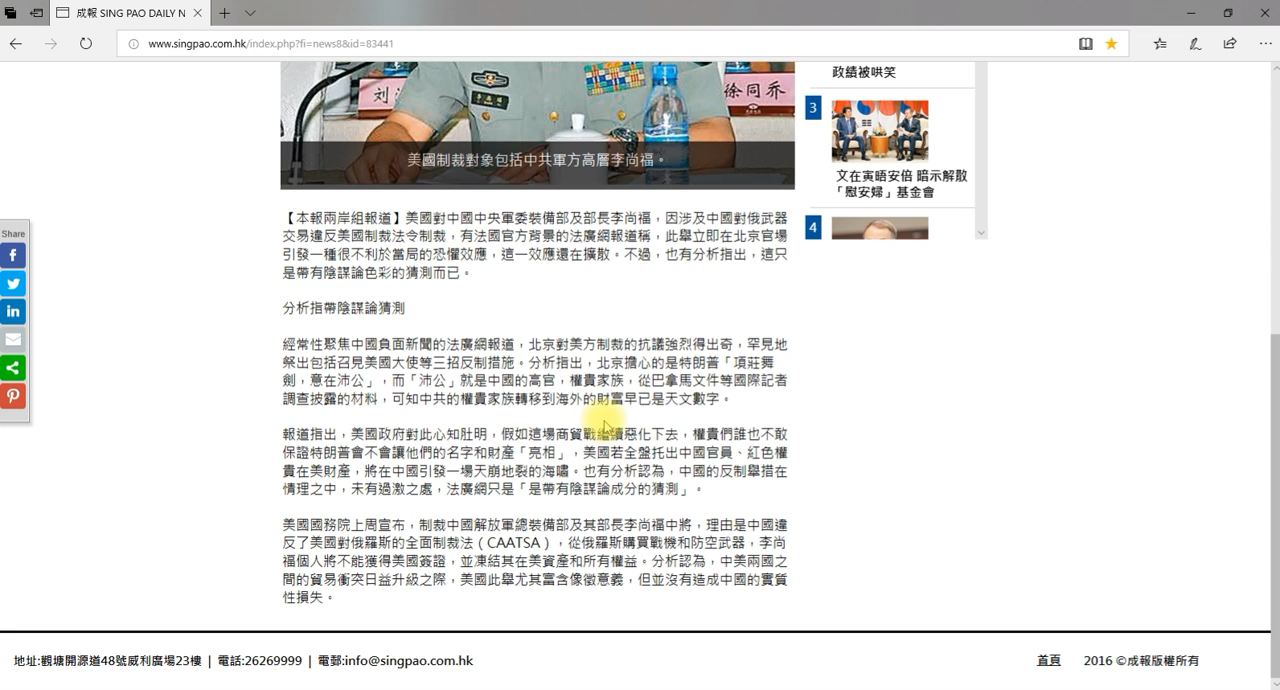 成報 SING PAO DAILY N
www.singpao.com.hk/index.php?fi=news8&id=83441
徐同乔
美國制裁對象包括中共軍方高層李尚福。
政績被哄笑
3
文在寅晤安倍 暗示解散
「慰安婦」基金會
4
Share
【本報兩岸組報道】美國對中國中央軍委裝備部及部長李尚福，因涉及中國對俄武器
交易違反美國制裁法令制裁，有法國官方背景的法廣網報道稱，此舉立即在北京官場
引發一種很不利於當局的恐懼效應，這一效應還在擴散。不過，也有分析指出，這只
是帶有陰謀論色彩的猜測而已。
分析指帶陰謀論猜測
經常性聚焦中國負面新聞的法廣網報道，北京對美方制裁的抗議強烈得出奇，罕見地
祭出包括召見美國大使等三招反制措施。分析指出，北京擔心的是特朗普「項莊舞
劍，意在沛公」，而「沛公」就是中國的高官，權貴家族，從巴拿馬文件等國際記者
調查披露的材料，可知中共的權貴家族轉移到海外的財富早已是天文數字。
報道指出，美國政府對此心知肚明，假如這場商貿戰繼續惡化下去，權貴們誰也不敢
保證特朗普會不會讓他們的名字和財產「亮相」，美國若全盤托出中國官員、紅色權
貴在美財產，將在中國引發一場天崩地裂的海嘯。也有分析認為，中國的反制舉措在
情理之中，未有過激之處，法廣網只是「是帶有陰謀論成分的猜測」。
美國國務院上周宣布，制裁中國解放軍總裝備部及其部長李尚福中將，理由是中國違
反了美國對俄羅斯的全面制裁法（CAATSA），從俄羅斯購買戰機和防空武器，李尚
福個人將不能獲得美國簽證，並凍結其在美資產和所有權益。分析認為，中美兩國之
間的貿易衝突日益升級之際，美國此舉尤其富含像徵意義，但並沒有造成中國的實質
性損失。
地址:觀塘開源道48號威利廣場23樓 | 電話:26269999 | 電郵:info@singpao.com.hk
首頁 2016 ©成報版權所有